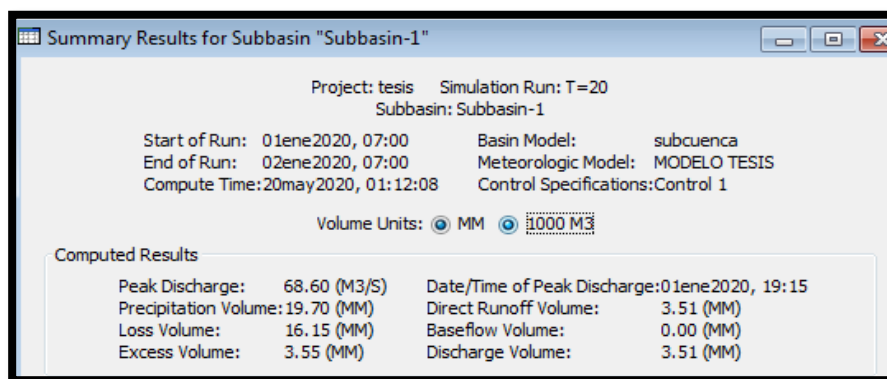 Summary Results for Subbasin "Subbasin-1"
Project: tesis Simulation Run: T=20
Subbasin: Subbasin-1
Start of Run: 01ene2020, 07:00 Basin Model: subcuenca
End of Run: 02ene2020, 07:00 Meteorologic Model: MODELO TESIS
Compute Time:20may2020, 01:12:08 Control Specifications:Control 1
Volume Units: MM 1000 M3
Computed Results
Peak Discharge: 68.60 (M3/S) Date/Time of Peak Discharge:01ene2020, 19:15
Precipitation Volume:19.70 (MM) Direct Runoff Volume: 3.51 (MM)
Loss Volume: 16.15 (MM) Baseflow Volume: 0.00 (MM)
Excess Volume: 3.55 (MM) Discharge Volume: 3.51 (MM)